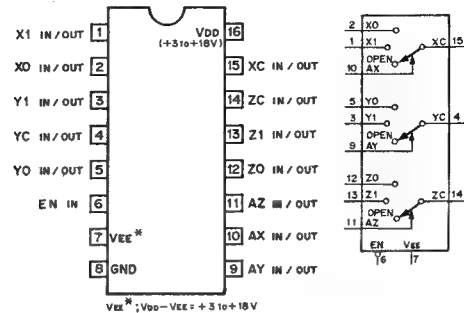 X1 IN/OUT 1
XO IN/OUT 2
Y1 IN/OUT 3
YC IN/OUT 4
YO IN/OUT 5
EN IN 6
7 VEE*
8 GND
VDD 16
(+3 to+18V)
15 XC IN/OUT
14 ZC IN/OUT
13 Z1 IN/OUT
12 ZO IN/OUT
11 AZ IN/OUT
10 AX IN/OUT
9 AY IN/OUT
VEE*; VDD-VEE = +3 to +18V
2 XO
1 X1 XC 15
OPEN
10 AX
5 YO
3 Y1 YC 4
OPEN
9 AY
12 ZO
13 Z1 ZC 14
OPEN
11 AZ
EN VEE
6 7